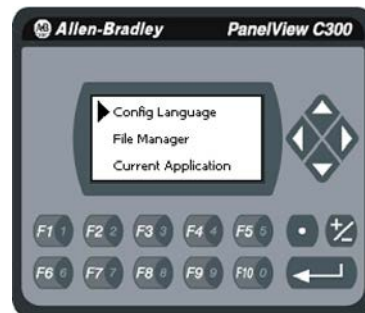 AB Allen-Bradley PanelView C300
Config Language
File Manager
Current Application
F1 1 F2 2 F3 3 F4 4 F5 5 • +/-
F6 6 F7 7 F8 8 F9 9 F10 0